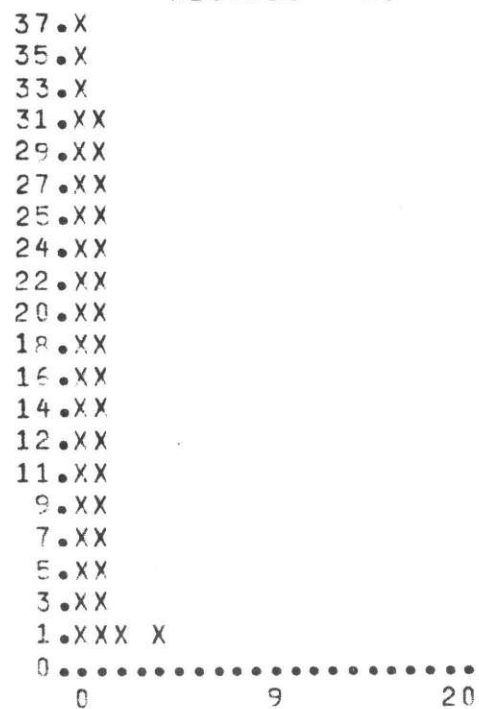 37.X
35.X
33.X
31.XX
29.XX
27.XX
25.XX
24.XX
22.XX
20.XX
18.XX
16.XX
14.XX
12.XX
11.XX
9.XX
7.XX
5.XX
3.XX
1.XXX X
0......................
0 9 20